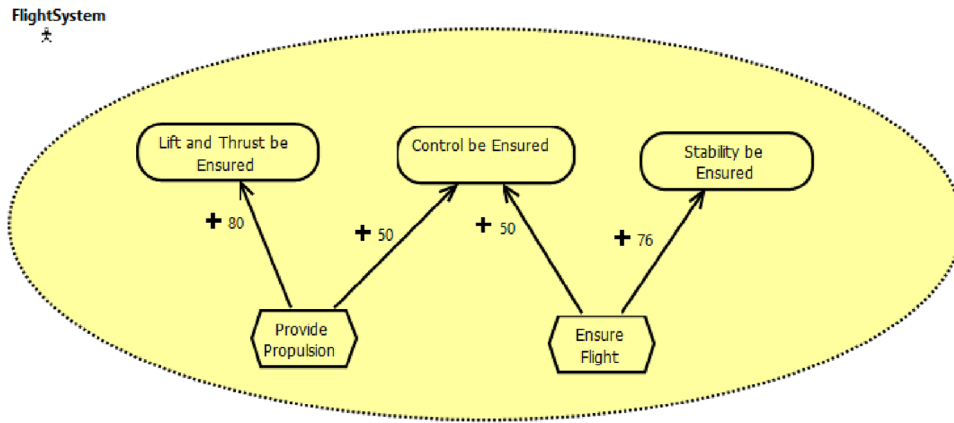 FlightSystem
Lift and Thrust be
Ensured
Control be Ensured
Stability be
Ensured
+ 80
+ 50
+ 50
+ 76
Provide
Propulsion
Ensure
Flight